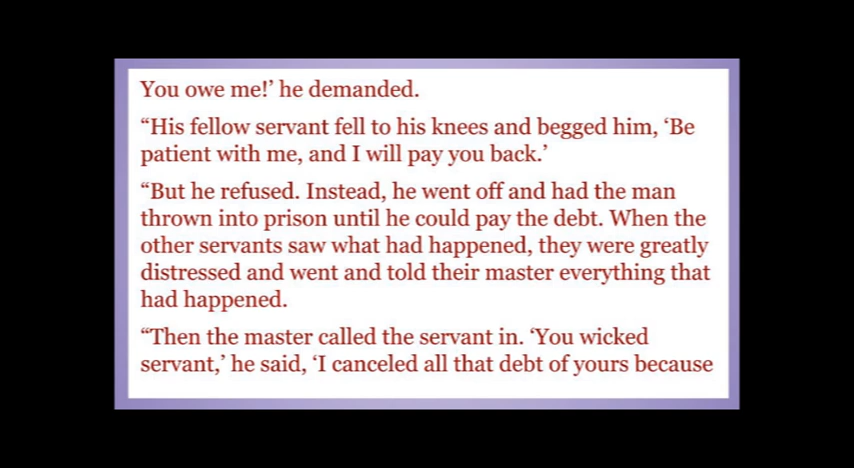 You owe me!’ he demanded.
“His fellow servant fell to his knees and begged him, ‘Be
patient with me, and I will pay you back.’
“But he refused. Instead, he went off and had the man
thrown into prison until he could pay the debt. When the
other servants saw what had happened, they were greatly
distressed and went and told their master everything that
had happened.
“Then the master called the servant in. ‘You wicked
servant,’ he said, ‘I canceled all that debt of yours because